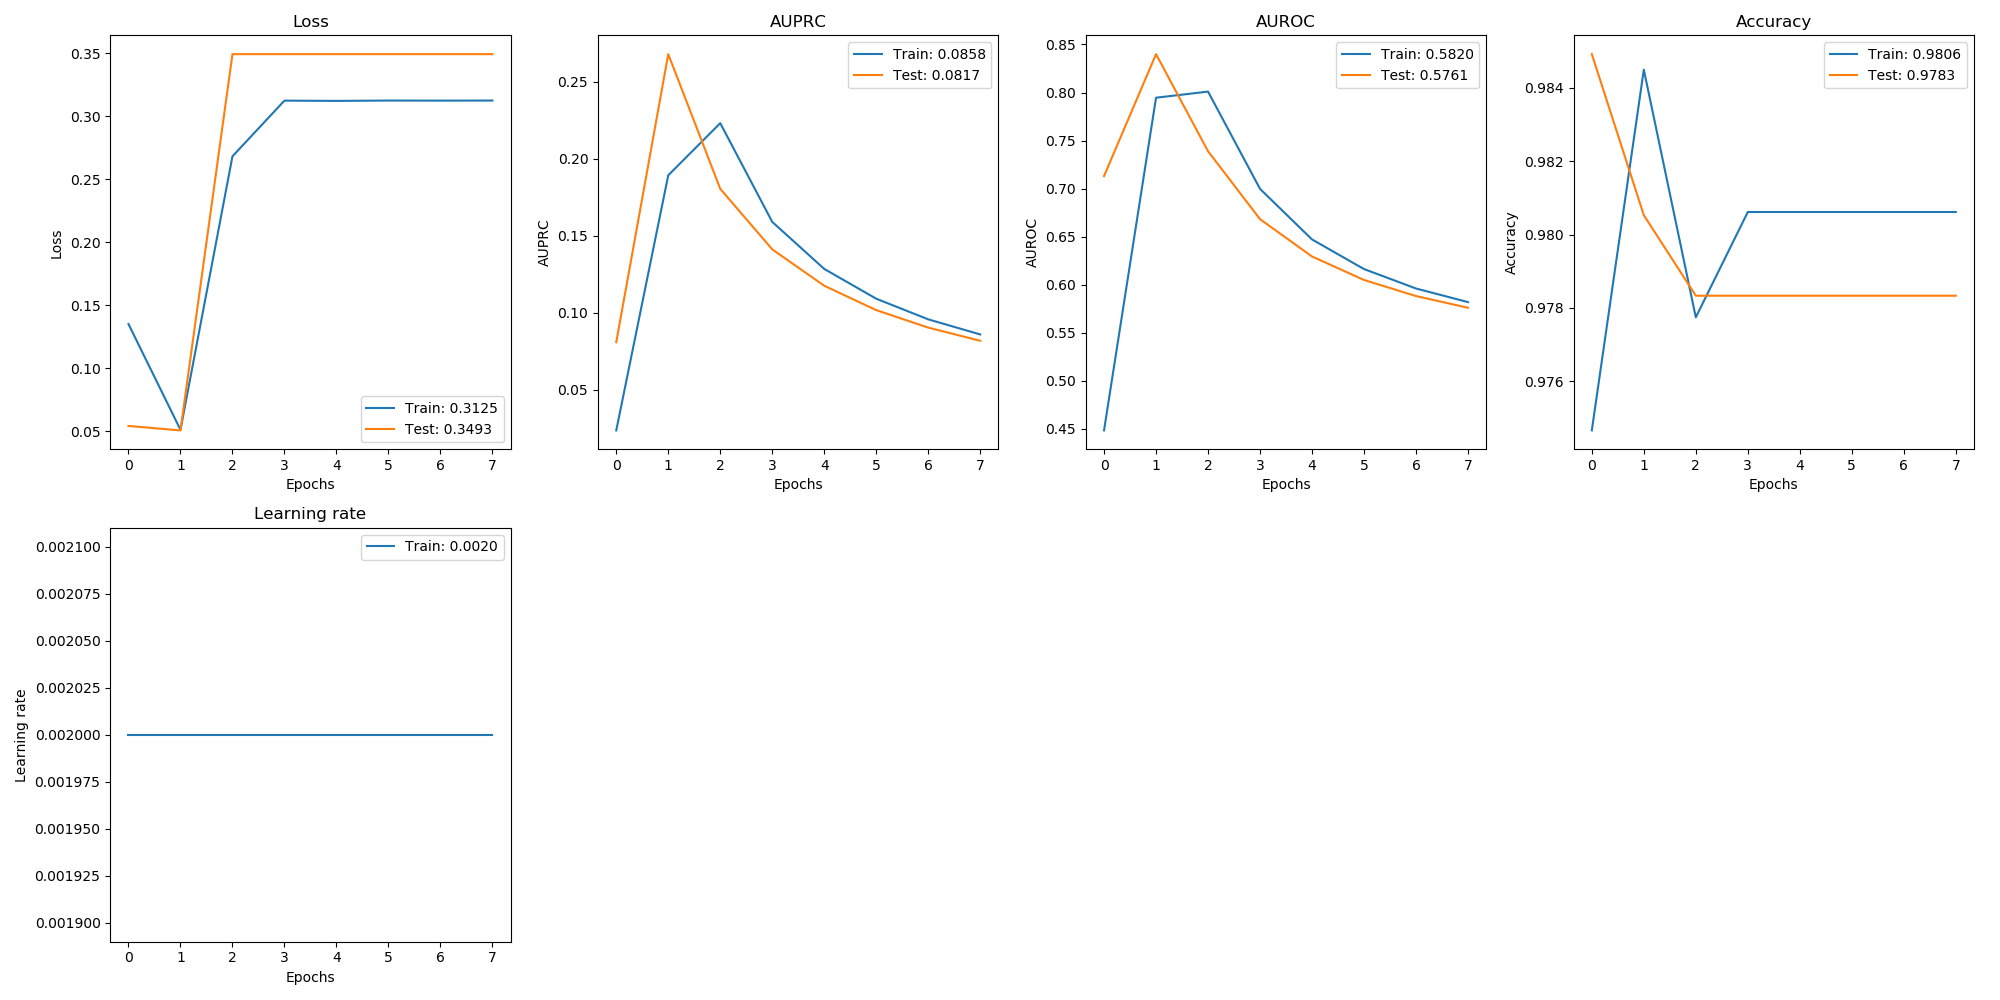 Loss
Loss
0.35
0.30
0.25
0.20
0.15
0.10
0.05
Train: 0.3125
Test: 0.3493
0 1 2 3 4 5 6 7
Epochs
AUPRC
AUPRC
0.25
0.20
0.15
0.10
0.05
Train: 0.0858
Test: 0.0817
0 1 2 3 4 5 6 7
Epochs
AUROC
AUROC
0.85
0.80
0.75
0.70
0.65
0.60
0.55
0.50
0.45
Train: 0.5820
Test: 0.5761
0 1 2 3 4 5 6 7
Epochs
Accuracy
Accuracy
0.984
0.982
0.980
0.978
0.976
Train: 0.9806
Test: 0.9783
0 1 2 3 4 5 6 7
Epochs
Learning rate
Learning rate
0.002100
0.002075
0.002050
0.002025
0.002000
0.001975
0.001950
0.001925
0.001900
Train: 0.0020
0 1 2 3 4 5 6 7
Epochs